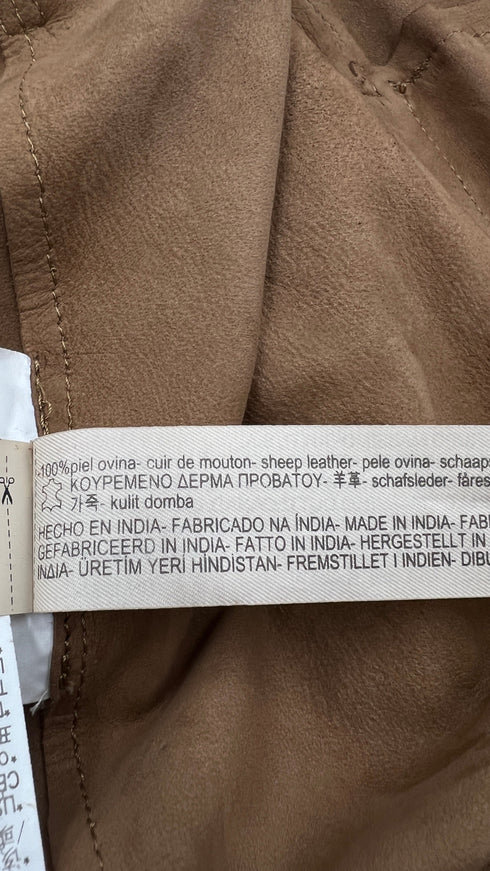 100%piel ovina- cuir de mouton- sheep leather- pele ovina- schaaps
ΚΟΥΡΕΜΕΝΟ ΔΕΡΜΑ ΠΡΟΒΑΤΟΥ- 羊革- schafsleder- fåres
가죽- kulit domba
HECHO EN INDIA- FABRICADO NA ÍNDIA- MADE IN INDIA- FAB
GEFABRICEERD IN INDIA- FATTO IN INDIA- HERGESTELLT IN
ΙΝΔΙΑ- ÜRETİM YERİ HİNDİSTAN- FREMSTILLET I INDIEN- DIBU